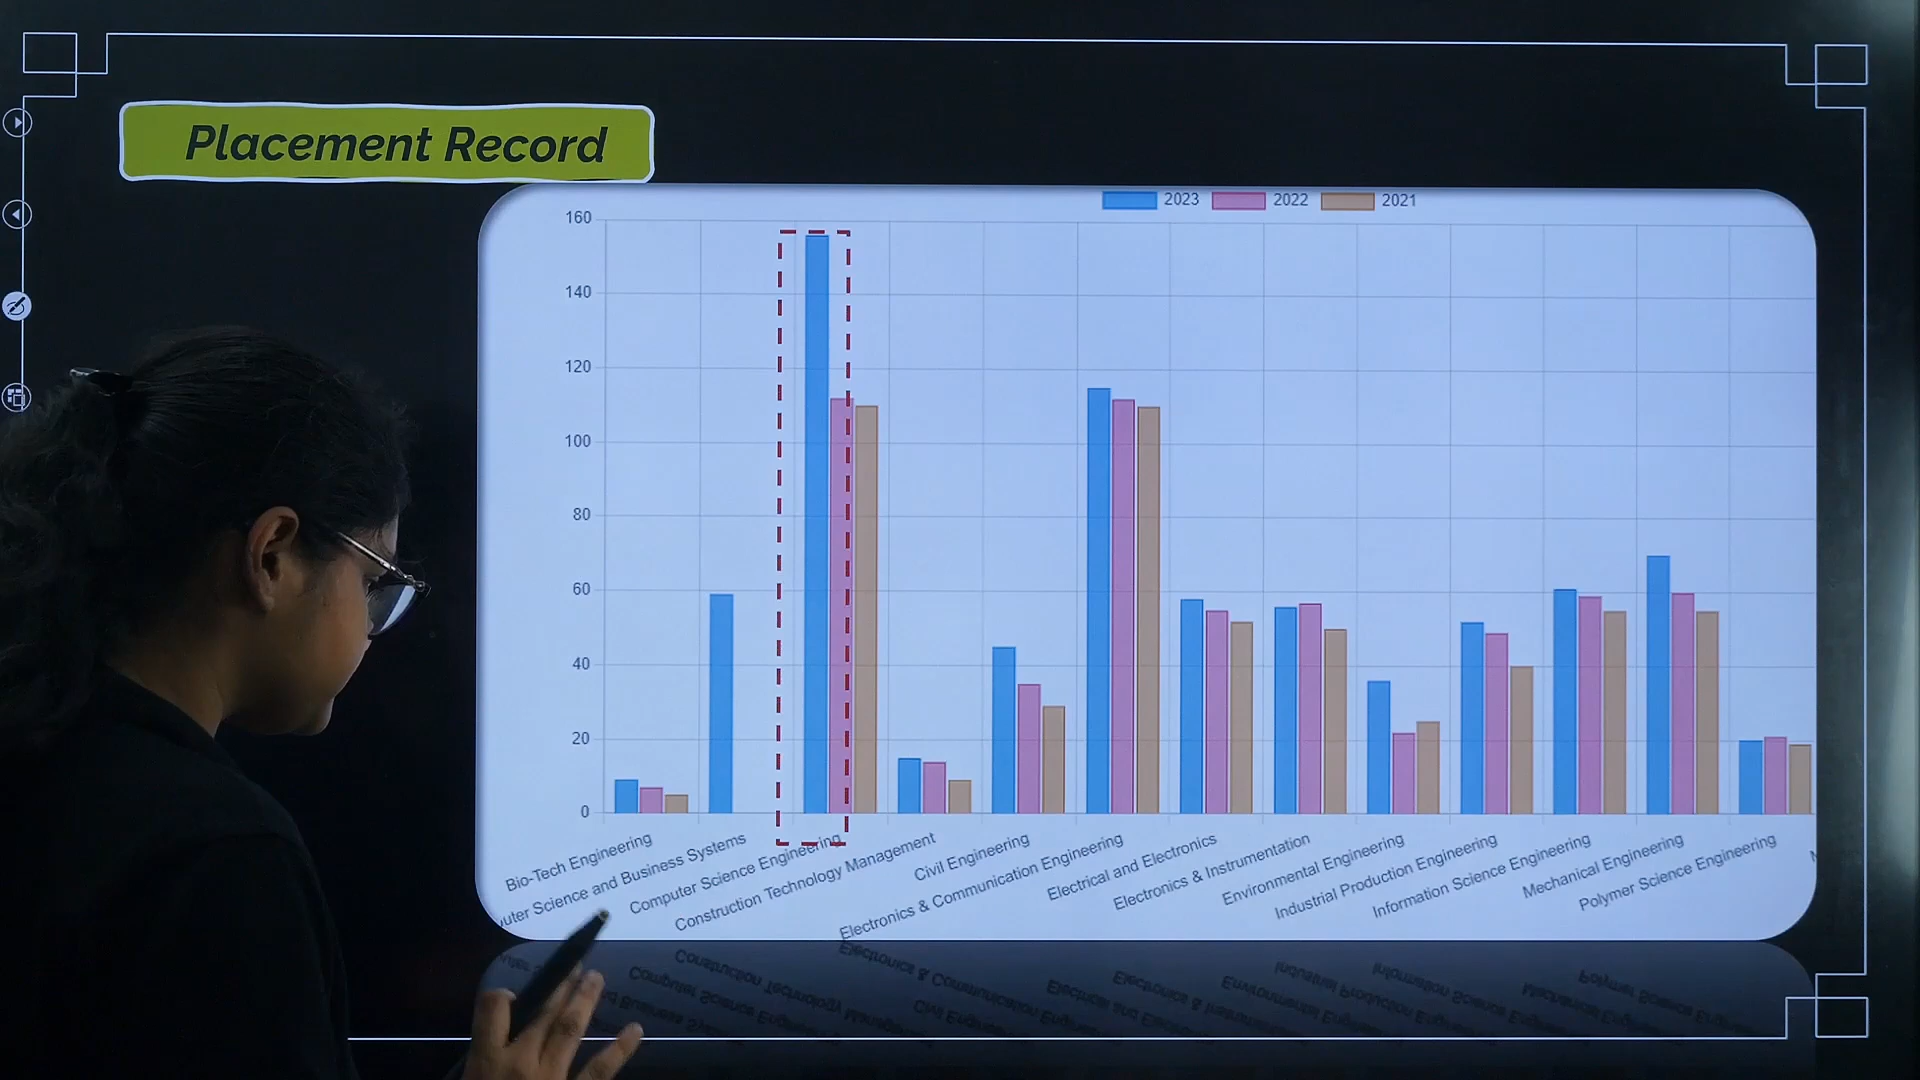 Placement Record
2023 2022 2021
160
140
120
100
80
60
40
20
0
Bio-Tech Engineering
uter Science and Business Systems
Computer Science Engineering
Construction Technology Management
Civil Engineering
Electronics & Communication Engineering
Electrical and Electronics
Electronics & Instrumentation
Environmental Engineering
Industrial Production Engineering
Information Science Engineering
Mechanical Engineering
Polymer Science Engineering